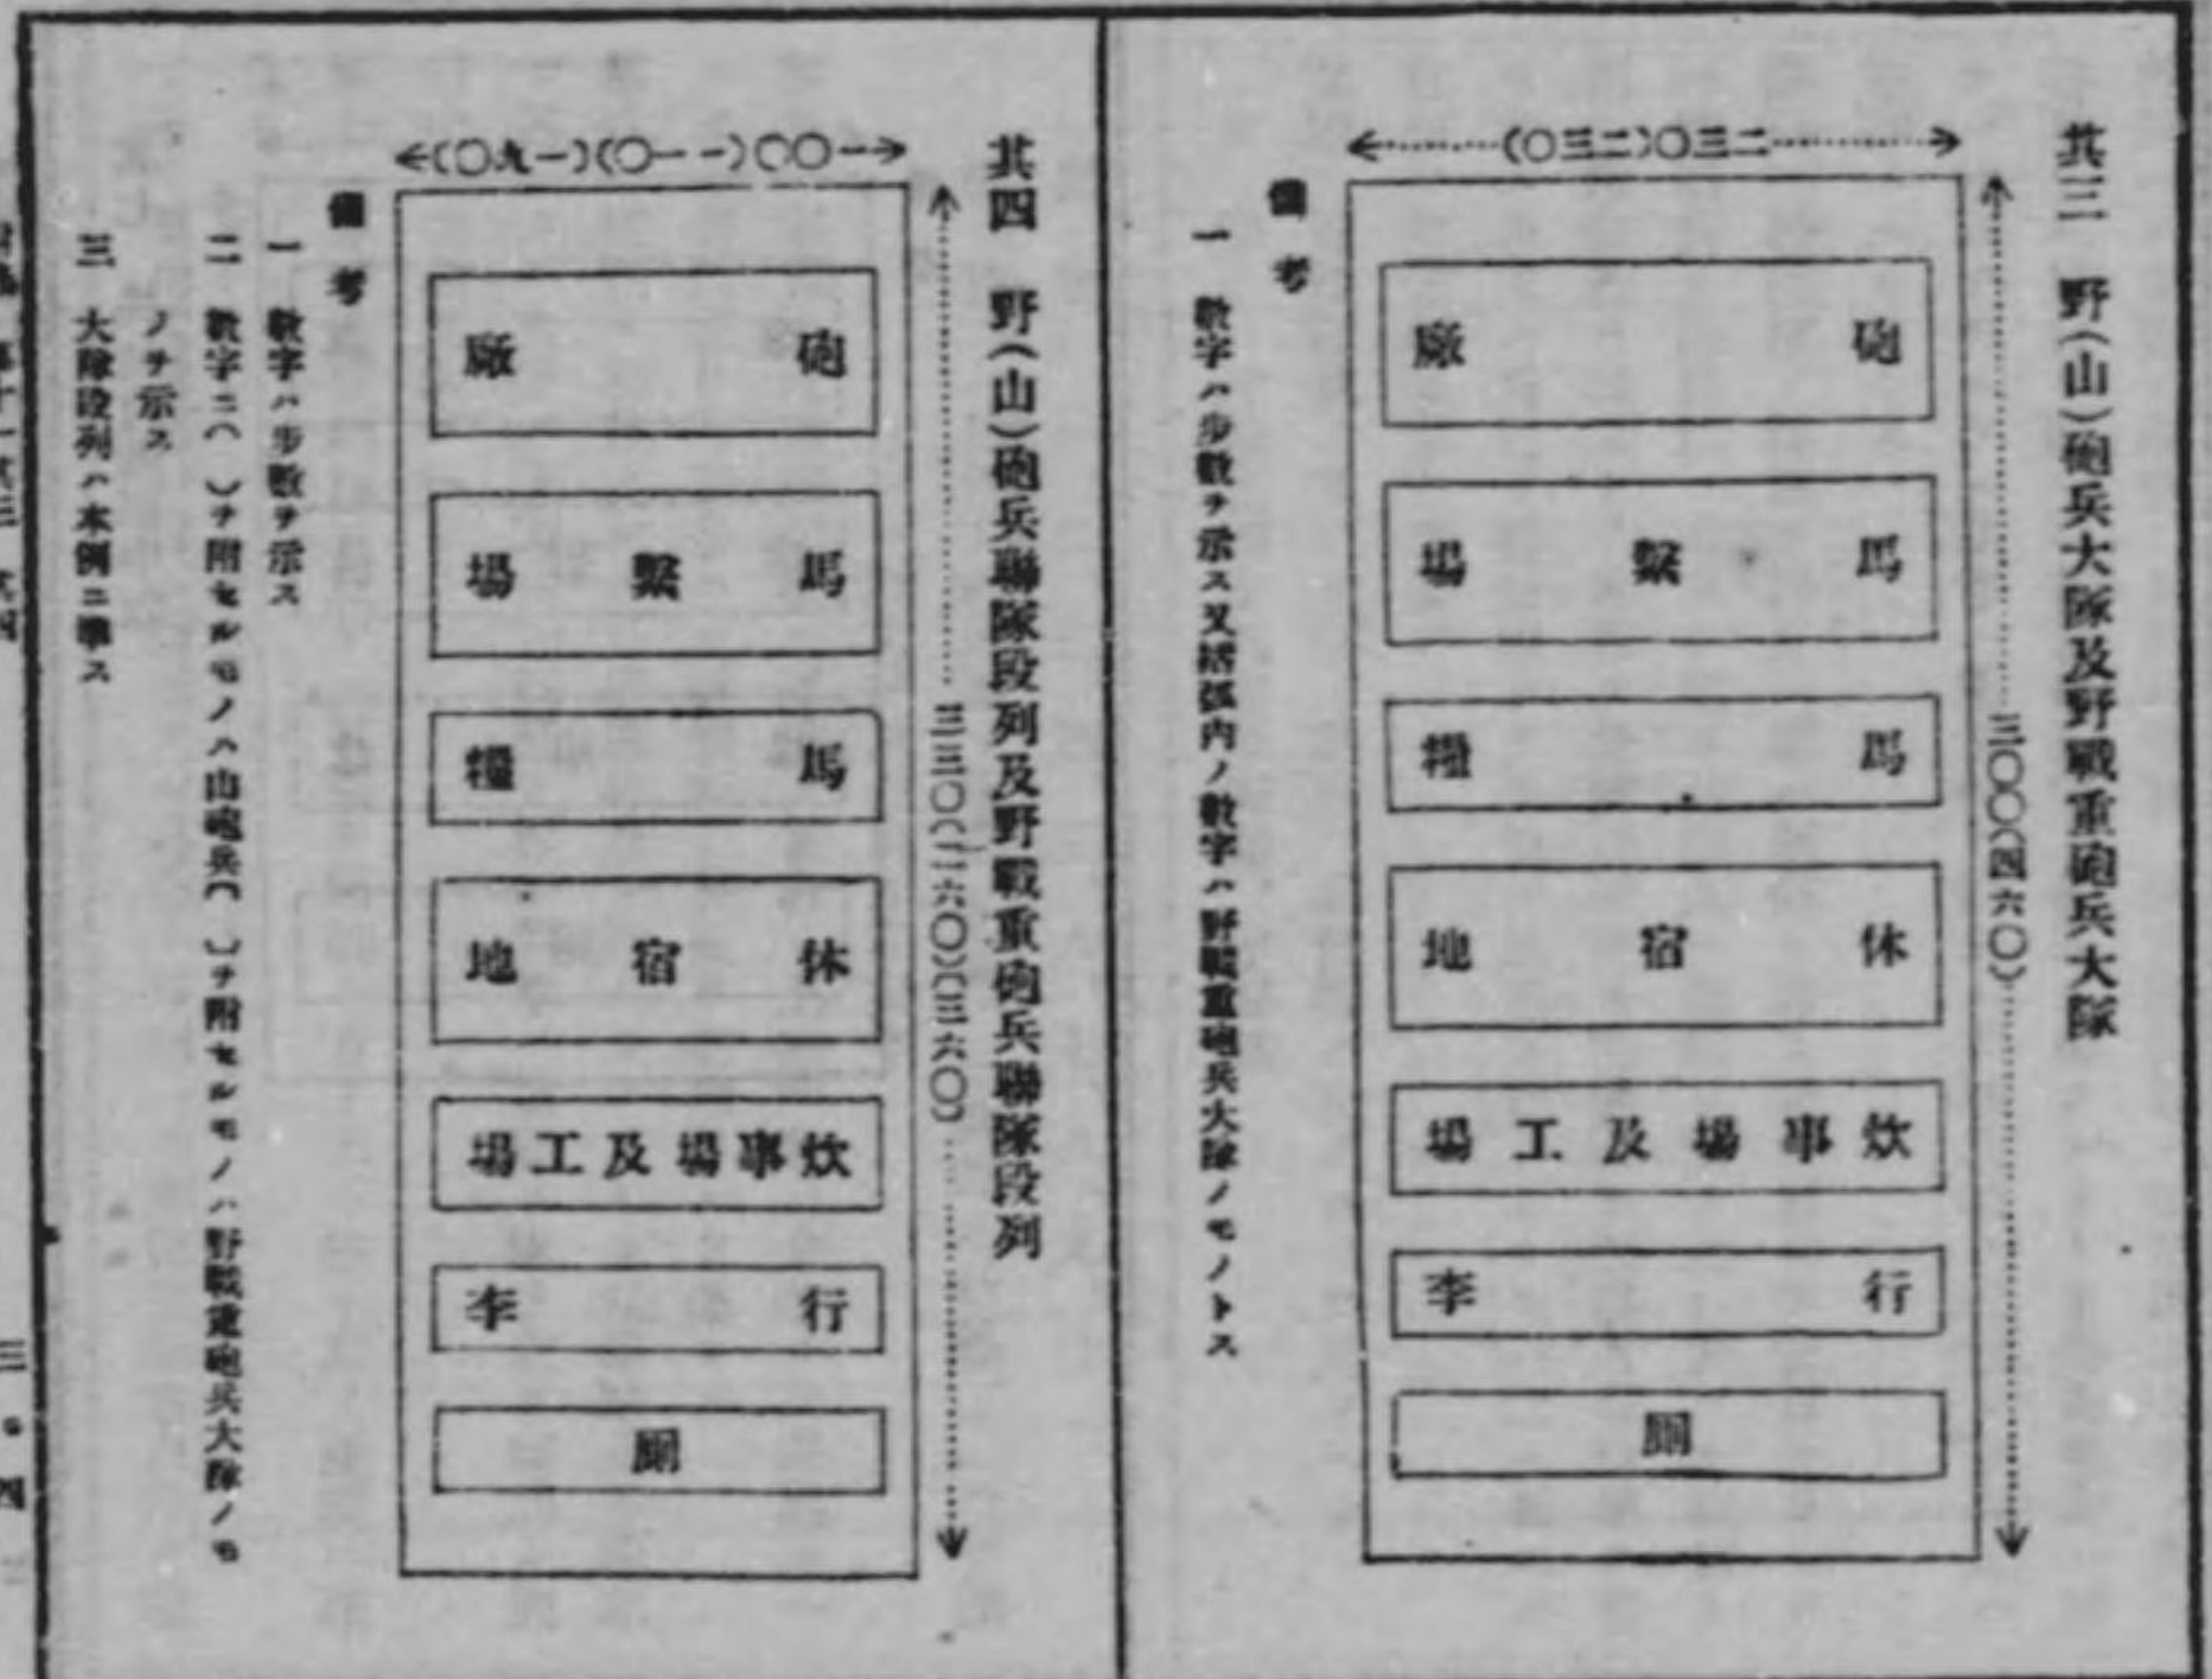 其三 野(山)砲兵大隊及野戰重砲兵大隊
三〇〇(四六〇)
二三〇(二三〇)
砲廠
馬繫場
馬糧
休宿地
炊事場及工場
行李
厠
備考
一 數字ハ步數ヲ示ス又括弧內ノ數字ハ野戰重砲兵大隊ノモノトス
其四 野(山)砲兵聯隊段列及野戰重砲兵聯隊段列
三三〇(二六〇)〔三六〇〕
一〇〇(一一〇)〔一九〇〕
砲廠
馬繫場
馬糧
休宿地
炊事場及工場
行李
厠
備考
一 數字ハ步數ヲ示ス
二 數字ニ( )ヲ附セルモノハ山砲兵〔 〕ヲ附セルモノハ野戰重砲兵大隊ノモ
ノヲ示ス
三 大隊段列ハ本例ニ準ス
其三 其四
三〇四